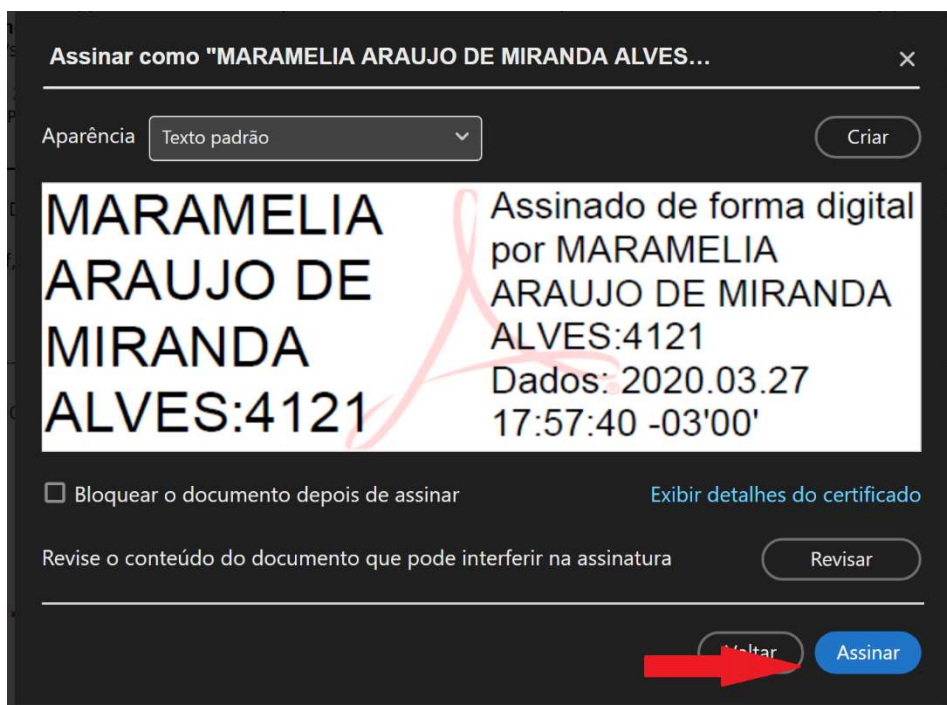 Assinar como "MARAMELIA ARAUJO DE MIRANDA ALVES...
Aparência
Texto padrão
Criar
MARAMELIA
ARAUJO DE
MIRANDA
ALVES:4121
Assinado de forma digital
por MARAMELIA
ARAUJO DE MIRANDA
ALVES:4121
Dados: 2020.03.27
17:57:40 -03'00'
Bloquear o documento depois de assinar
Exibir detalhes do certificado
Revise o conteúdo do documento que pode interferir na assinatura
Revisar
Voltar
Assinar